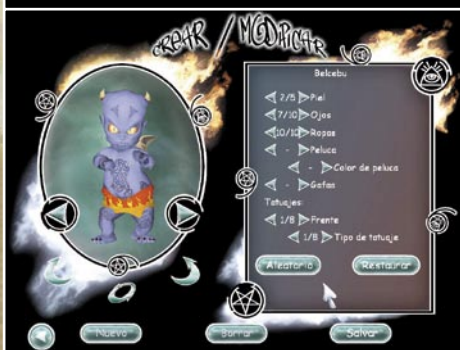 CREAR / MODIFICAR
Belcebu
2/5 Piel
7/10 Ojos
10/10 Ropas
- Peluca
- Color de peluca
- Gafas
Tatuajes:
1/8 Frente
1/8 Tipo de tatuaje
Aleatorio Restaurar
Nuevo Borrar Salvar